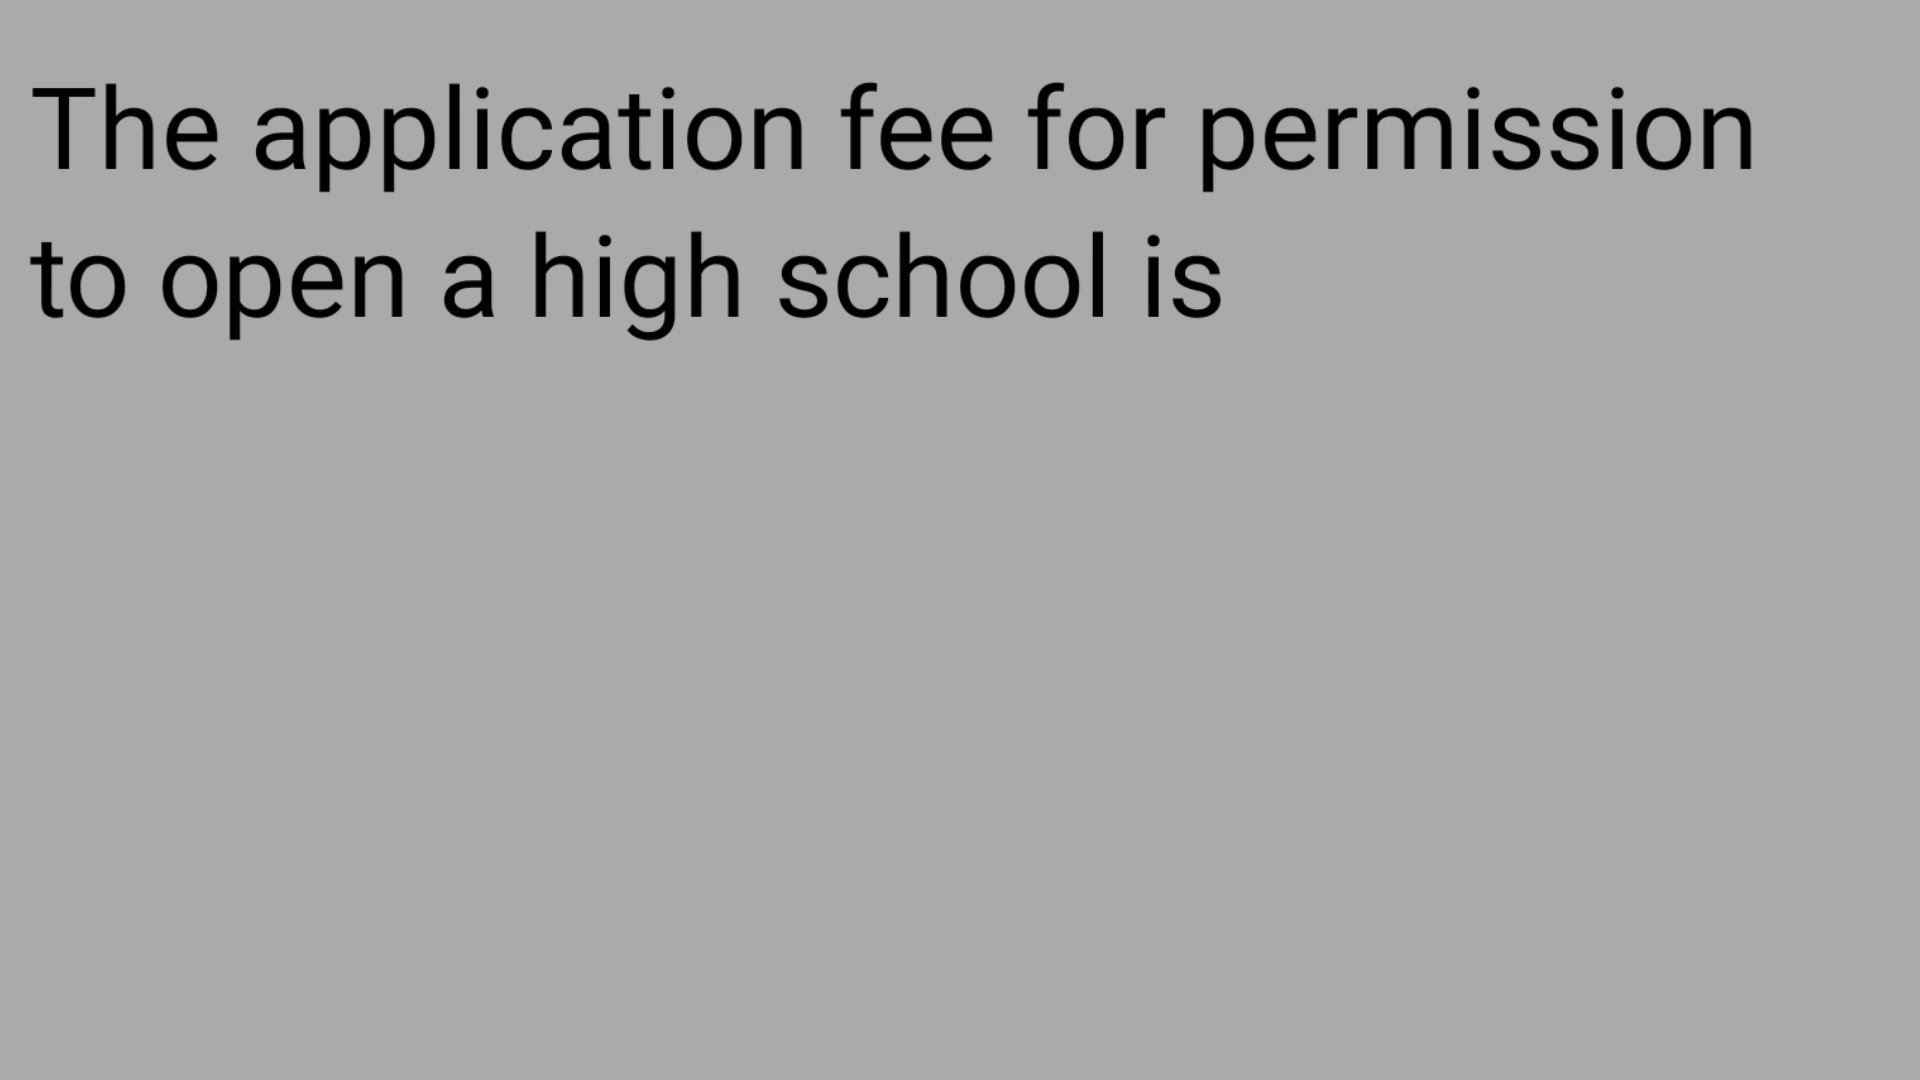 The application fee for permission
to open a high school is